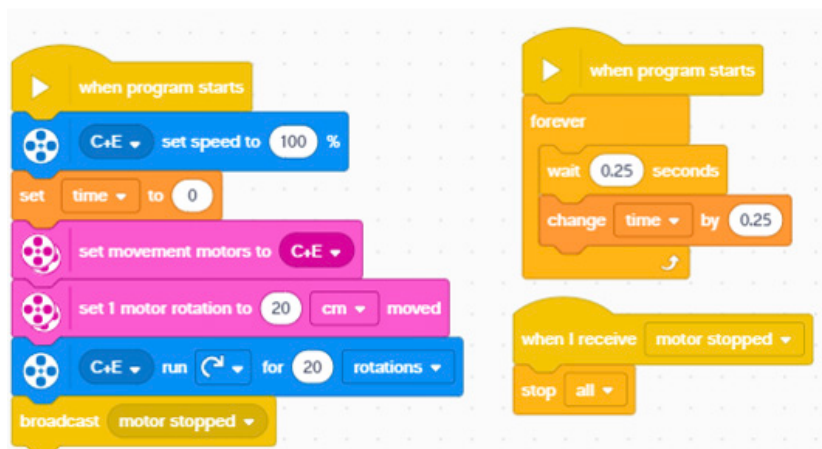 when program starts
C+E set speed to 100 %
set time to 0
set movement motors to C+E
set 1 motor rotation to 20 cm moved
C+E run for 20 rotations
broadcast motor stopped
when program starts
forever
wait 0.25 seconds
change time by 0.25
when I receive motor stopped
stop all